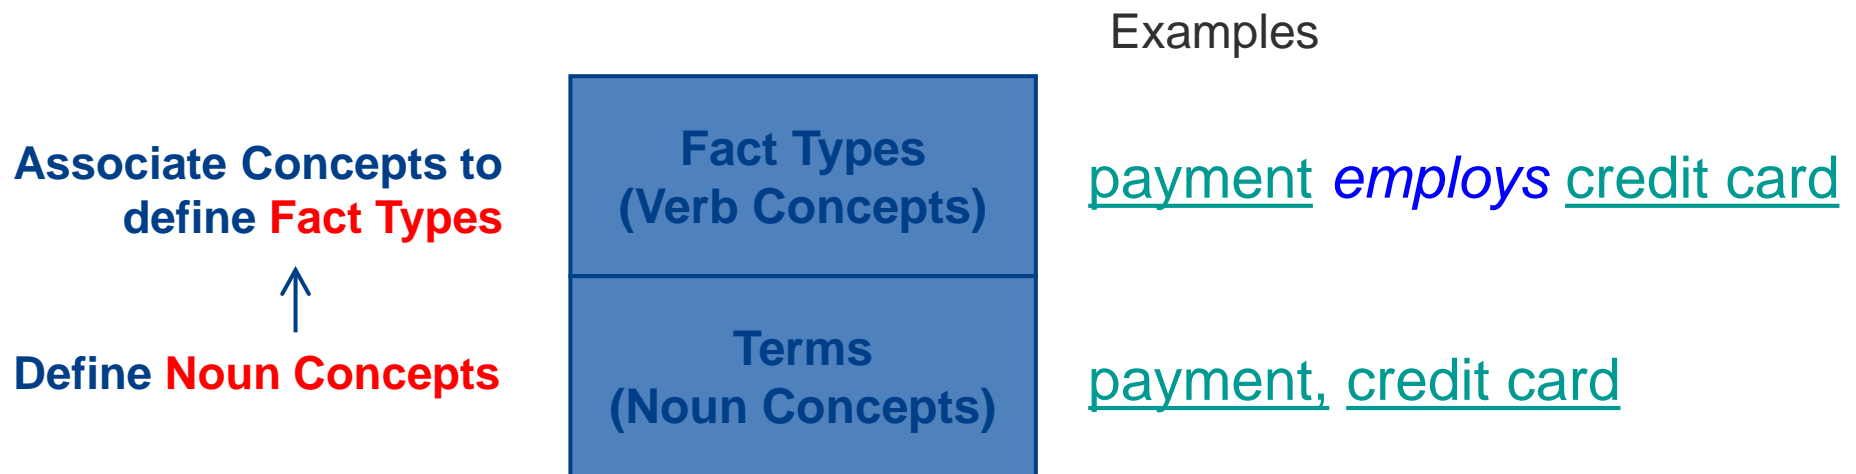 Examples
Associate Concepts to
define Fact Types
Fact Types
(Verb Concepts)
payment employs credit card
Define Noun Concepts
Terms
(Noun Concepts)
payment, credit card